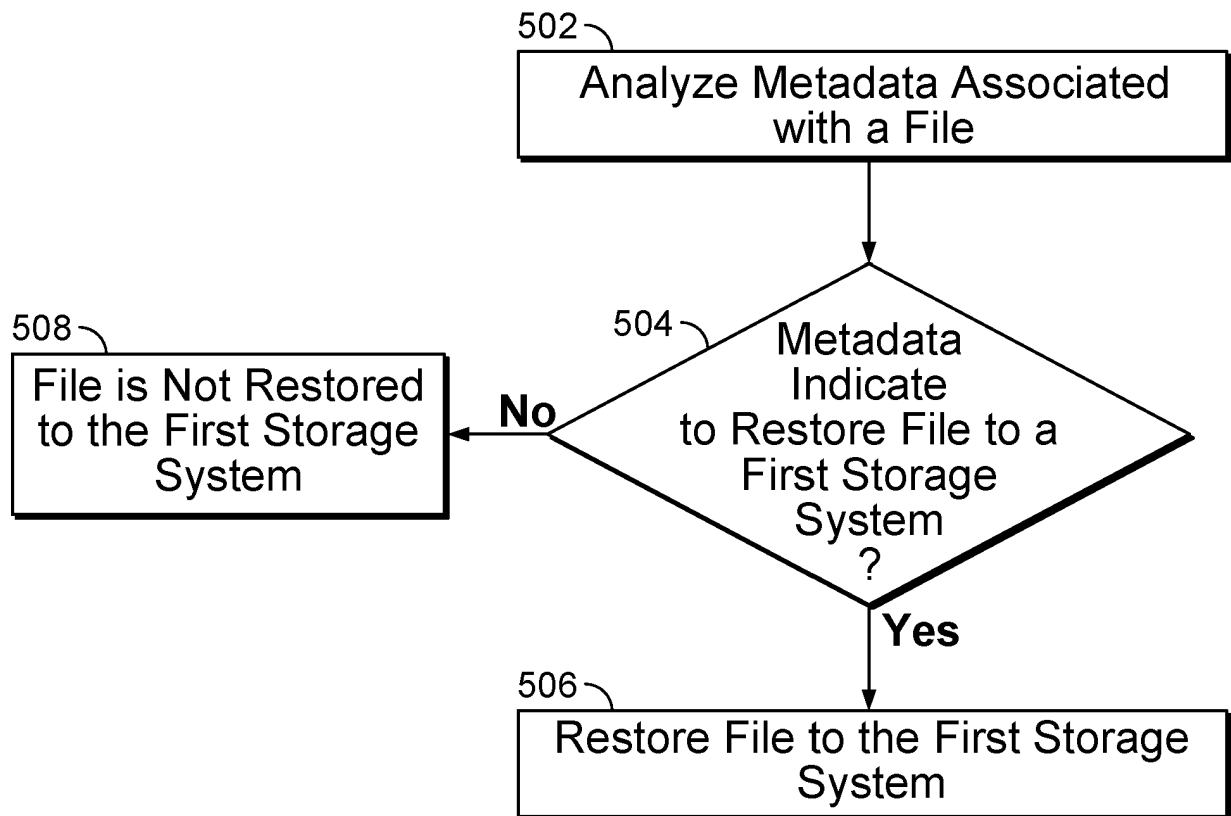 502
Analyze Metadata Associated
with a File
504
Metadata
Indicate
to Restore File to a
First Storage
System
?
No
508
File is Not Restored
to the First Storage
System
Yes
506
Restore File to the First Storage
System